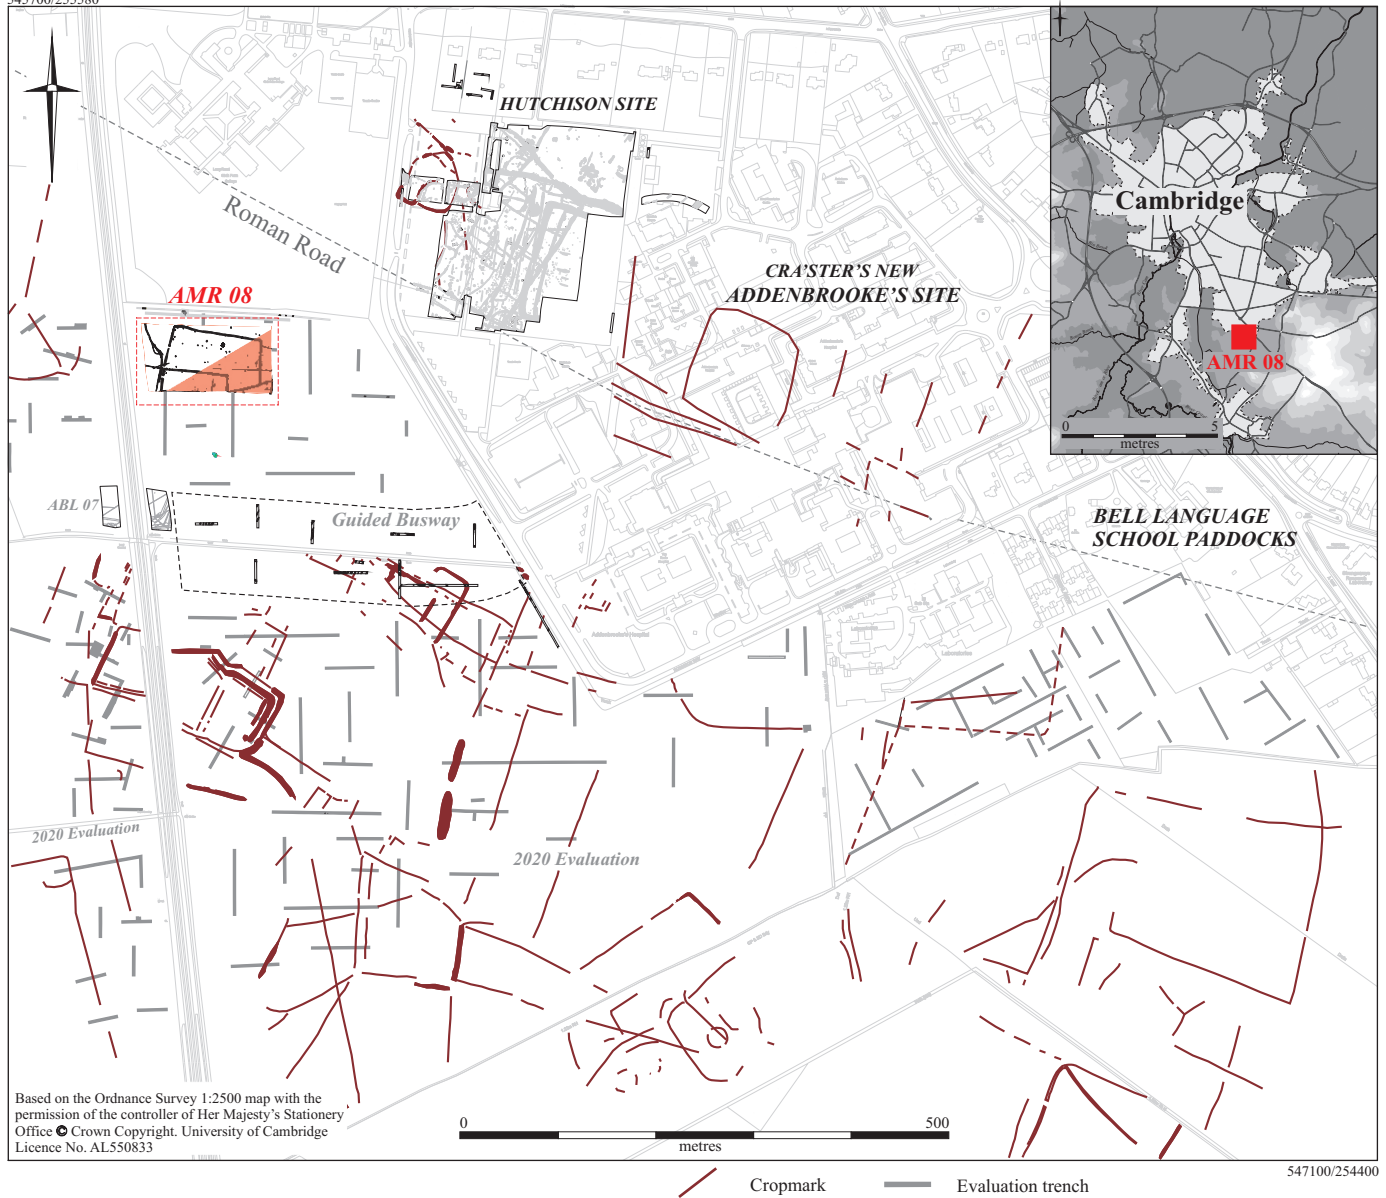 HUTCHISON SITE
Roman Road
AMR 08
CRA'STER'S NEW
ADDENBROOKE'S SITE
Cambridge
AMR 08
0 5
metres
ABL 07
Guided Busway
BELL LANGUAGE
SCHOOL PADDOCKS
Addenbrooke's Hospital
2020 Evaluation
2020 Evaluation
Based on the Ordnance Survey 1:2500 map with the
permission of the controller of Her Majesty's Stationery
Office © Crown Copyright. University of Cambridge
Licence No. AL550833
0 500
metres
547100/254400
Cropmark
Evaluation trench